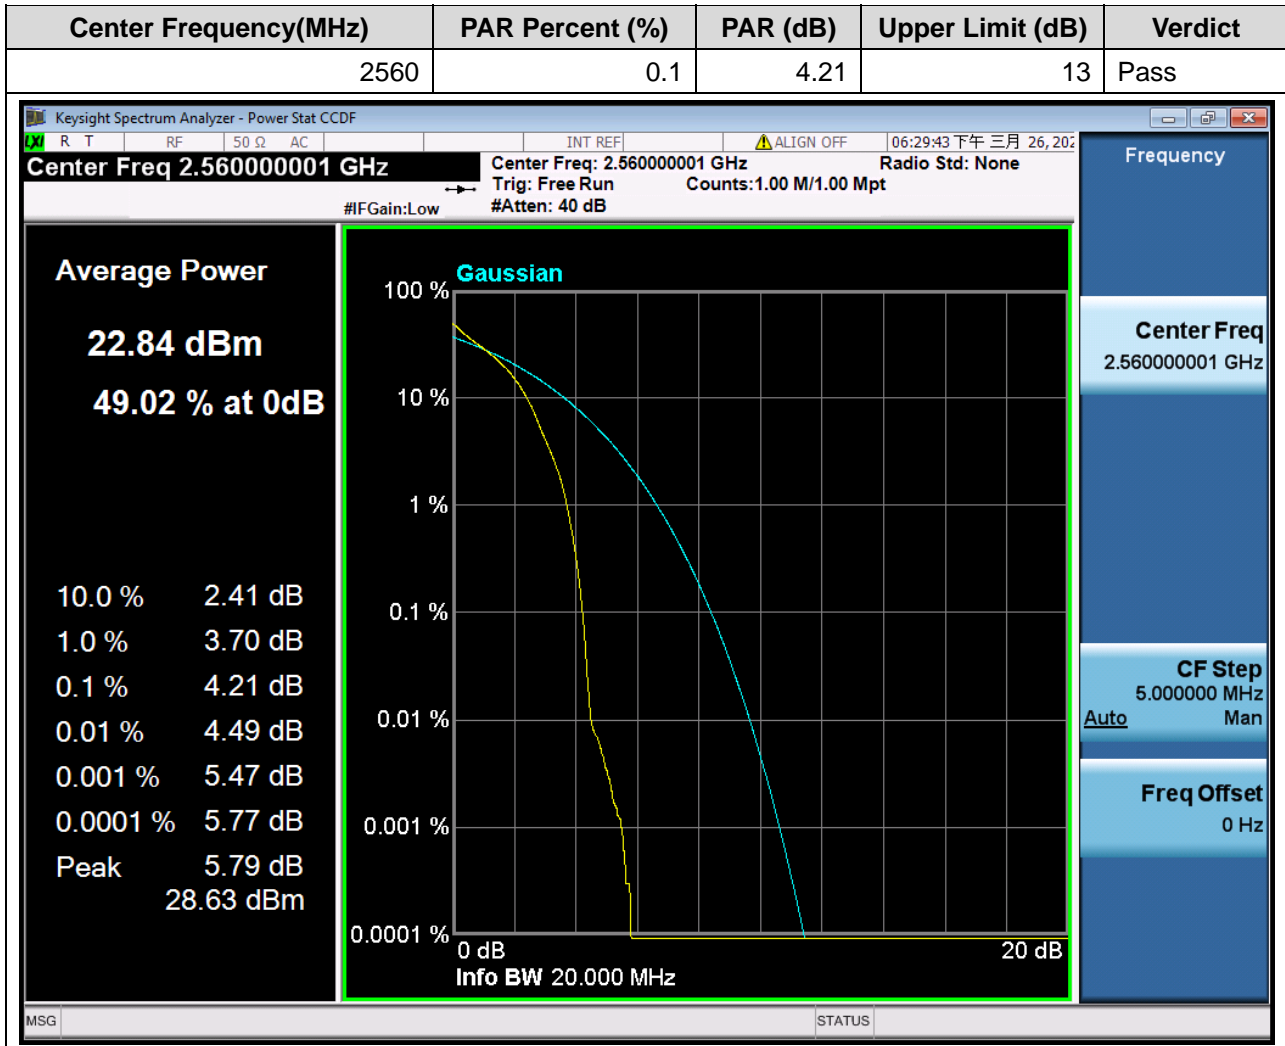 Center Frequency(MHz) PAR Percent (%) PAR (dB) Upper Limit (dB) Verdict
2560 0.1 4.21 13 Pass
Keysight Spectrum Analyzer - Power Stat CCDF
LXI R T RF 50 Ω AC INT REF ALIGN OFF 06:29:43 下午 三月 26, 202
Center Freq 2.560000001 GHz
Center Freq: 2.560000001 GHz Radio Std: None
Trig: Free Run Counts:1.00 M/1.00 Mpt
#IFGain:Low #Atten: 40 dB
Average Power
22.84 dBm
49.02 % at 0dB
10.0 % 2.41 dB
1.0 % 3.70 dB
0.1 % 4.21 dB
0.01 % 4.49 dB
0.001 % 5.47 dB
0.0001 % 5.77 dB
Peak 5.79 dB
28.63 dBm
Gaussian
100 %
10 %
1 %
0.1 %
0.01 %
0.001 %
0.0001 %
0 dB 20 dB
Info BW 20.000 MHz
Frequency
Center Freq
2.560000001 GHz
CF Step
5.000000 MHz
Auto Man
Freq Offset
0 Hz
MSG STATUS